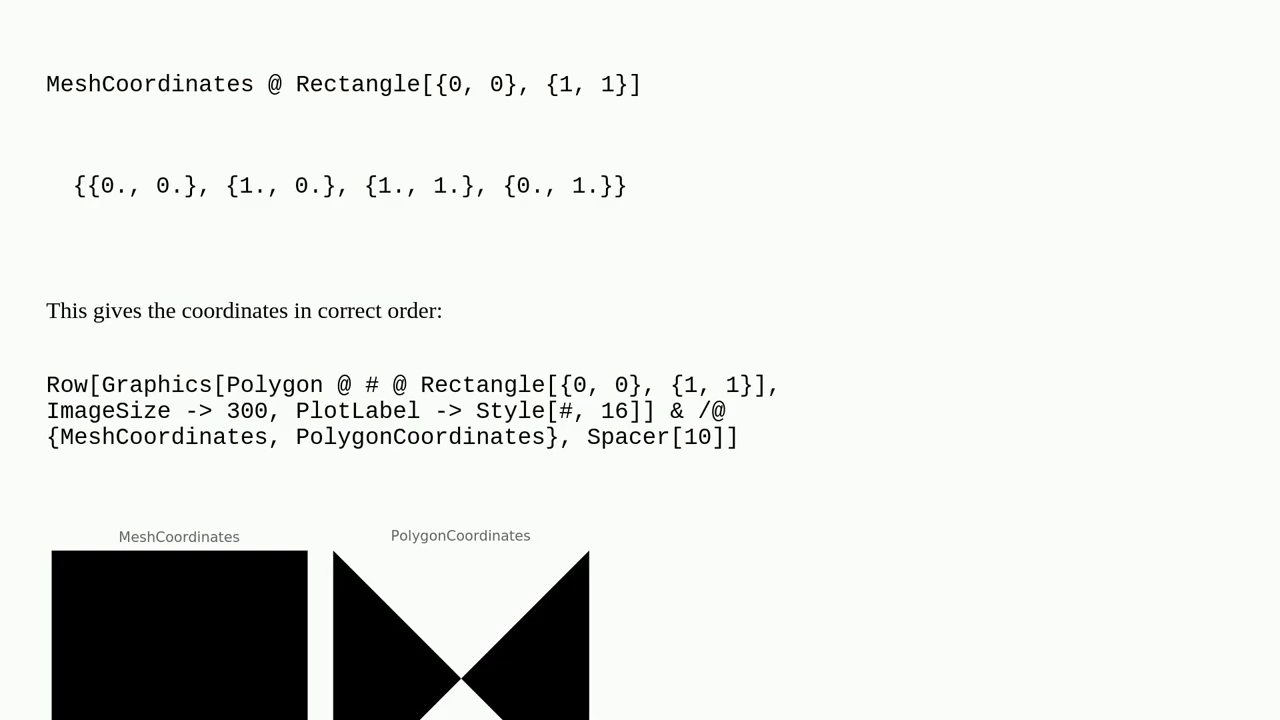 MeshCoordinates @ Rectangle[{0, 0}, {1, 1}]
{{0., 0.}, {1., 0.}, {1., 1.}, {0., 1.}}
This gives the coordinates in correct order:
Row[Graphics[Polygon @ # @ Rectangle[{0, 0}, {1, 1}],
ImageSize -> 300, PlotLabel -> Style[#, 16]] & /@
{MeshCoordinates, PolygonCoordinates}, Spacer[10]]
MeshCoordinates
PolygonCoordinates